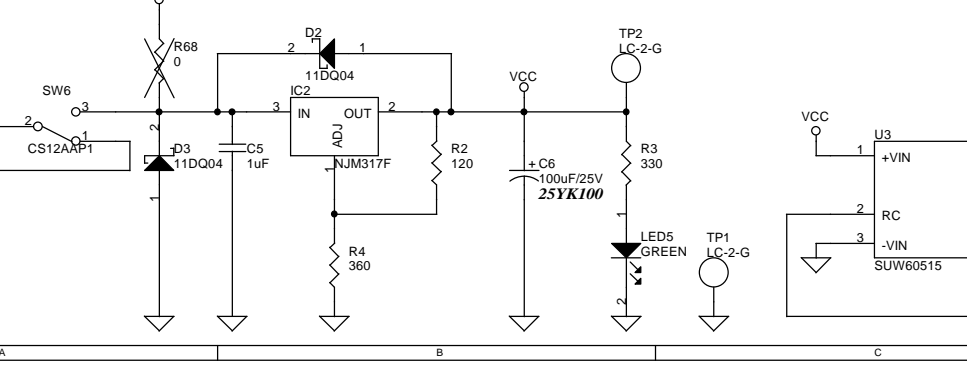 R68
0
SW6
3
2
1
CS12AAP1
2
D3
11DQ04
1
D2
2
1
11DQ04
IC2
3
IN
OUT
2
ADJ
1
NJM317F
C5
1uF
R2
120
R4
360
VCC
+
C6
100uF/25V
25YK100
TP2
LC-2-G
R3
330
1
LED5
GREEN
2
TP1
LC-2-G
VCC
U3
1
+VIN
2
RC
3
-VIN
SUW60515
A
B
C